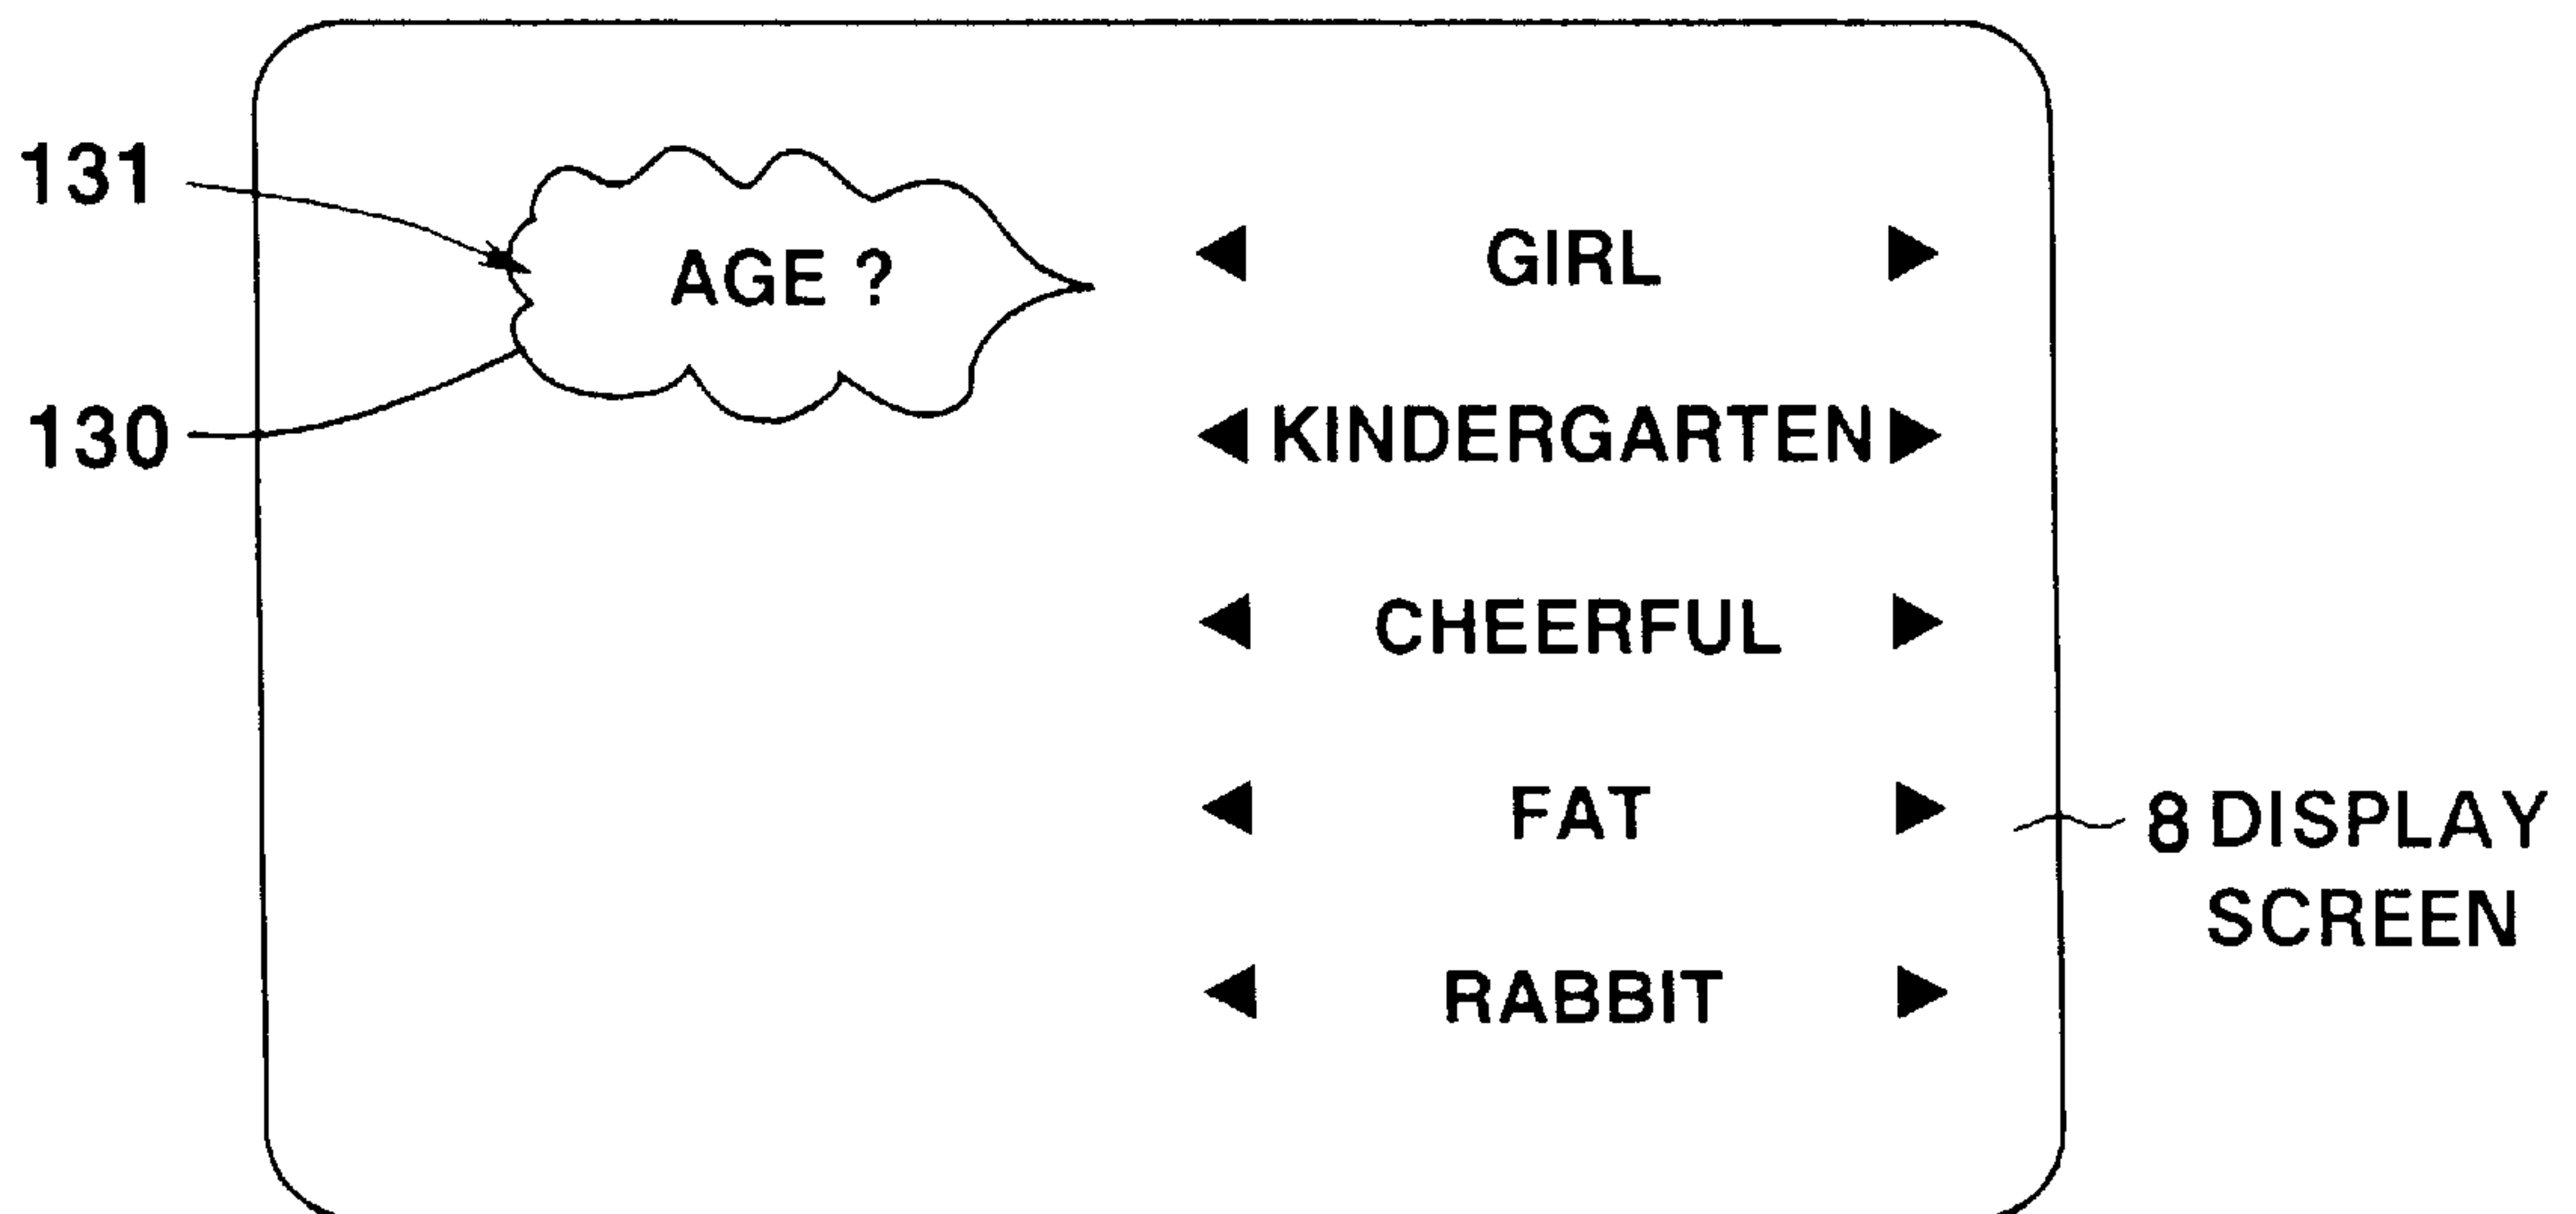 131
130
AGE ?
◀ GIRL ▶
◀ KINDERGARTEN ▶
◀ CHEERFUL ▶
◀ FAT ▶
◀ RABBIT ▶
8 DISPLAY
SCREEN